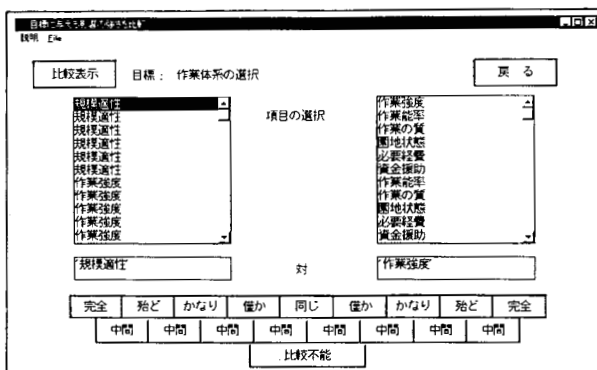 目標に与える影響の強さを比較
説明 File
比較表示 目標： 作業体系の選択 戻 る
項目の選択
規模適性
規模適性
規模適性
規模適性
規模適性
規模適性
作業強度
作業強度
作業強度
作業強度
作業強度
作業強度
作業能率
作業の質
園地状態
必要経費
資金援助
作業能率
作業の質
園地状態
必要経費
資金援助
規模適性 対 作業強度
完全 殆ど かなり 僅か 同じ 僅か かなり 殆ど 完全
中間 中間 中間 中間 中間 中間 中間 中間
比較不能